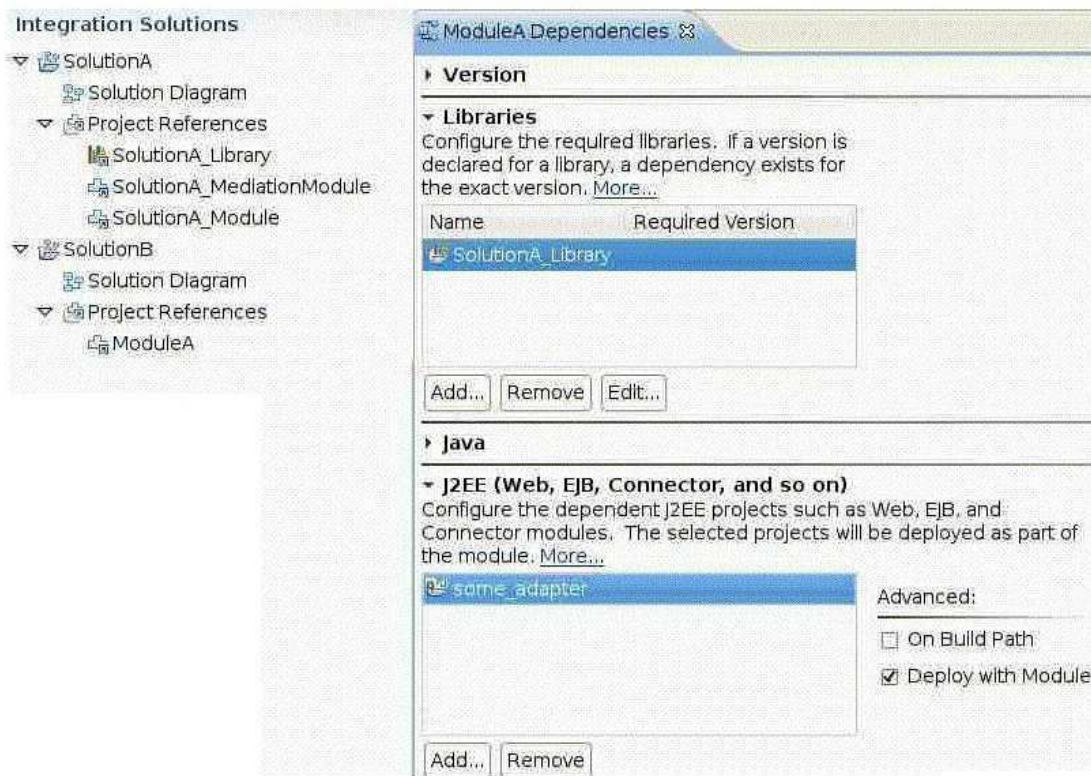 Integration Solutions
SolutionA
Solution Diagram
Project References
SolutionA_Library
SolutionA_MediationModule
SolutionA_Module
SolutionB
Solution Diagram
Project References
ModuleA
ModuleA Dependencies
Version
Libraries
Configure the required libraries. If a version is
declared for a library, a dependency exists for
the exact version. More...
Name Required Version
SolutionA_Library
Add... Remove Edit...
Java
J2EE (Web, EJB, Connector, and so on)
Configure the dependent J2EE projects such as Web, EJB, and
Connector modules. The selected projects will be deployed as part of
the module. More...
some_adapter
Advanced:
On Build Path
Deploy with Module
Add... Remove